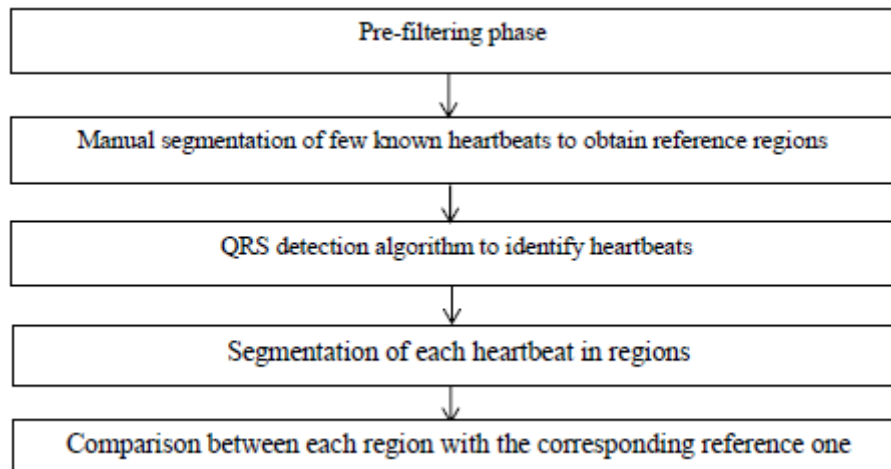 Pre-filtering phase
Manual segmentation of few known heartbeats to obtain reference regions
QRS detection algorithm to identify heartbeats
Segmentation of each heartbeat in regions
Comparison between each region with the corresponding reference one